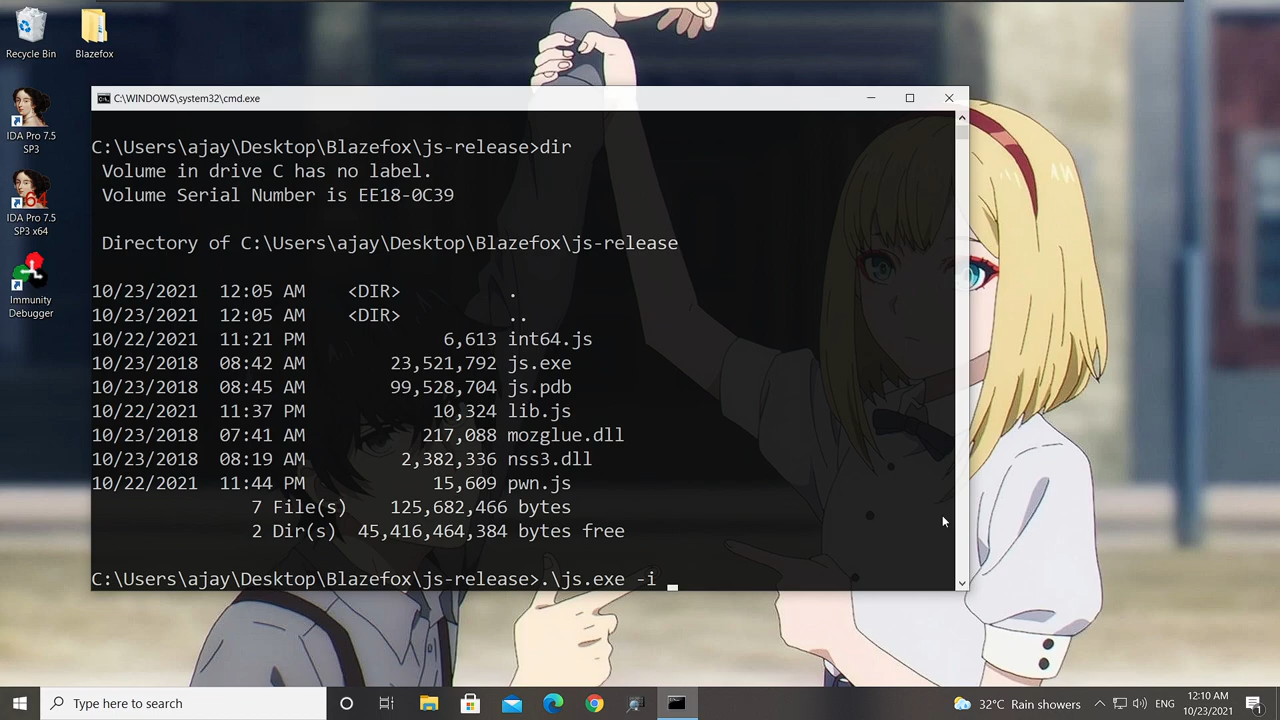 Recycle Bin
Blazefox
IDA Pro 7.5
SP3
64
IDA Pro 7.5
SP3 x64
Immunity
Debugger
C:\WINDOWS\system32\cmd.exe
C:\Users\ajay\Desktop\Blazefox\js-release>dir
Volume in drive C has no label.
Volume Serial Number is EE18-0C39
Directory of C:\Users\ajay\Desktop\Blazefox\js-release
10/23/2021 12:05 AM <DIR> .
10/23/2021 12:05 AM <DIR> ..
10/22/2021 11:21 PM 6,613 int64.js
10/23/2018 08:42 AM 23,521,792 js.exe
10/23/2018 08:45 AM 99,528,704 js.pdb
10/22/2021 11:37 PM 10,324 lib.js
10/23/2018 07:41 AM 217,088 mozglue.dll
10/23/2018 08:19 AM 2,382,336 nss3.dll
10/22/2021 11:44 PM 15,609 pwn.js
7 File(s) 125,682,466 bytes
2 Dir(s) 45,416,464,384 bytes free
C:\Users\ajay\Desktop\Blazefox\js-release>.\js.exe -i
Type here to search
32°C Rain showers
ENG
12:10 AM
10/23/2021
1